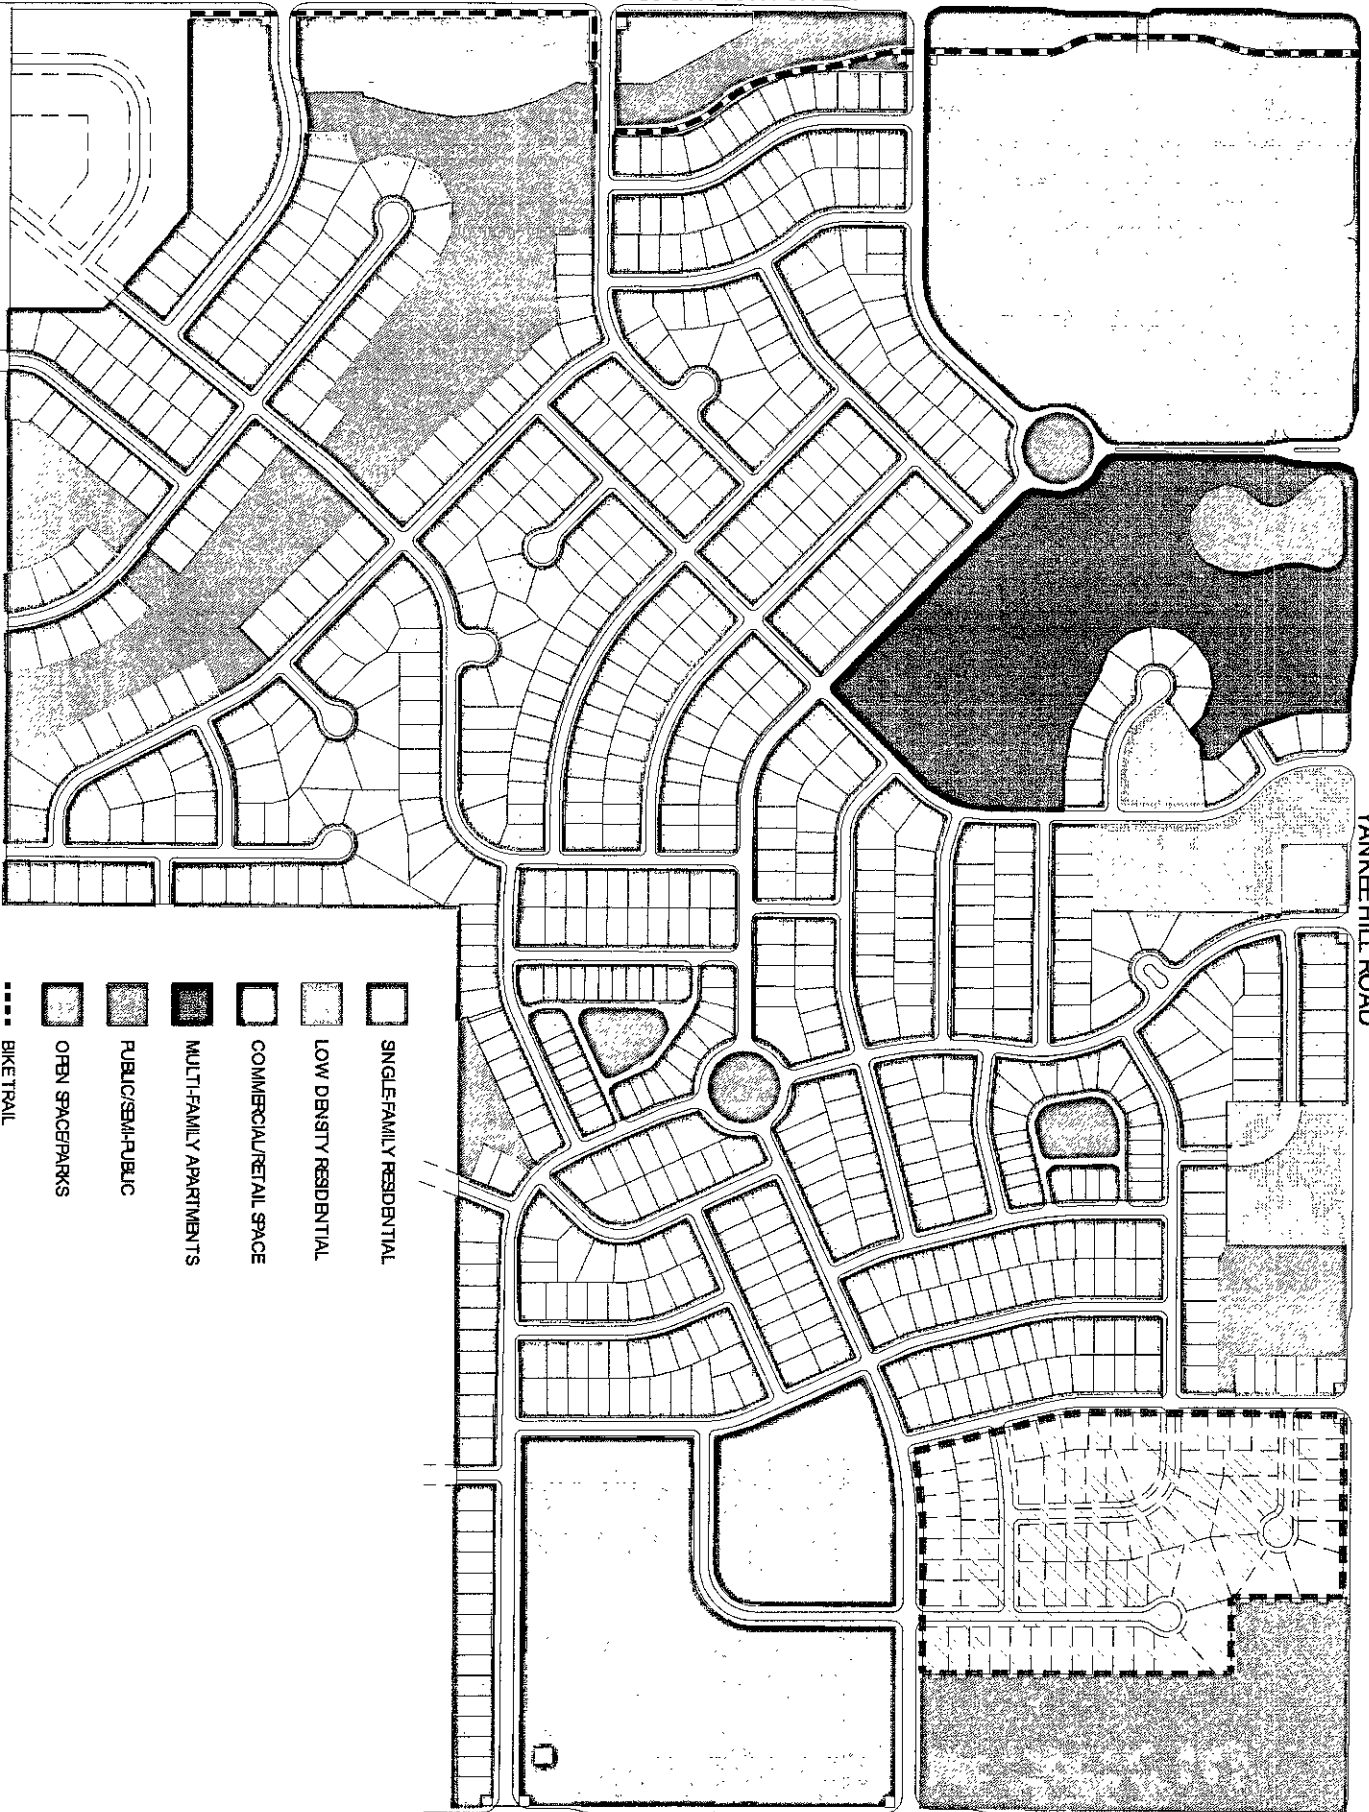 YANKEE HILL ROAD
SINGLE-FAMILY RESIDENTIAL
LOW DENSITY RESIDENTIAL
COMMERCIAL/RETAIL SPACE
MULTI-FAMILY APARTMENTS
PUBLIC/SEMI-PUBLIC
OPEN SPACE/PARKS
BIKE TRAIL